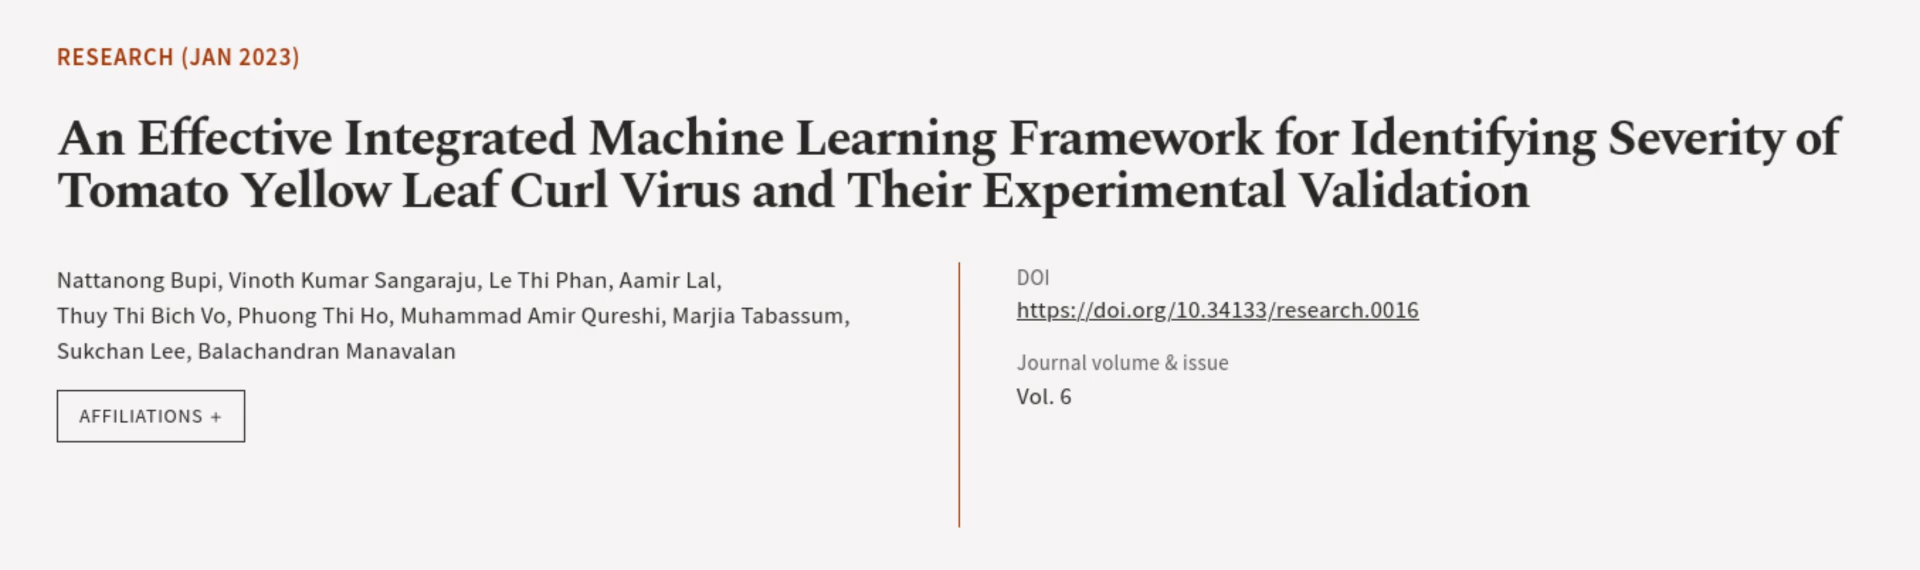 RESEARCH (JAN 2023)
An Effective Integrated Machine Learning Framework for Identifying Severity of
Tomato Yellow Leaf Curl Virus and Their Experimental Validation
Nattanong Bupi, Vinoth Kumar Sangaraju, Le Thi Phan, Aamir Lal,
Thuy Thi Bich Vo, Phuong Thi Ho, Muhammad Amir Qureshi, Marjia Tabassum,
Sukchan Lee, Balachandran Manavalan
AFFILIATIONS +
DOI
https://doi.org/10.34133/research.0016
Journal volume & issue
Vol. 6